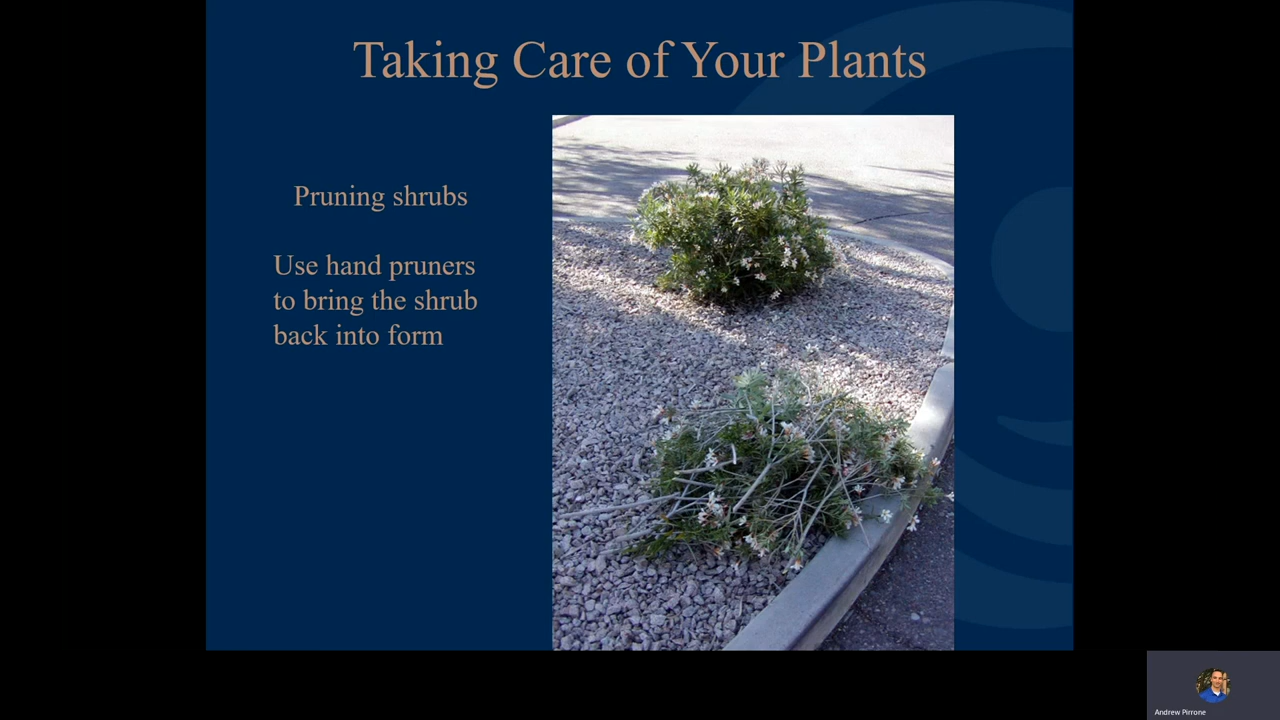 Taking Care of Your Plants
Pruning shrubs
Use hand pruners
to bring the shrub
back into form
Andrew Pirrone